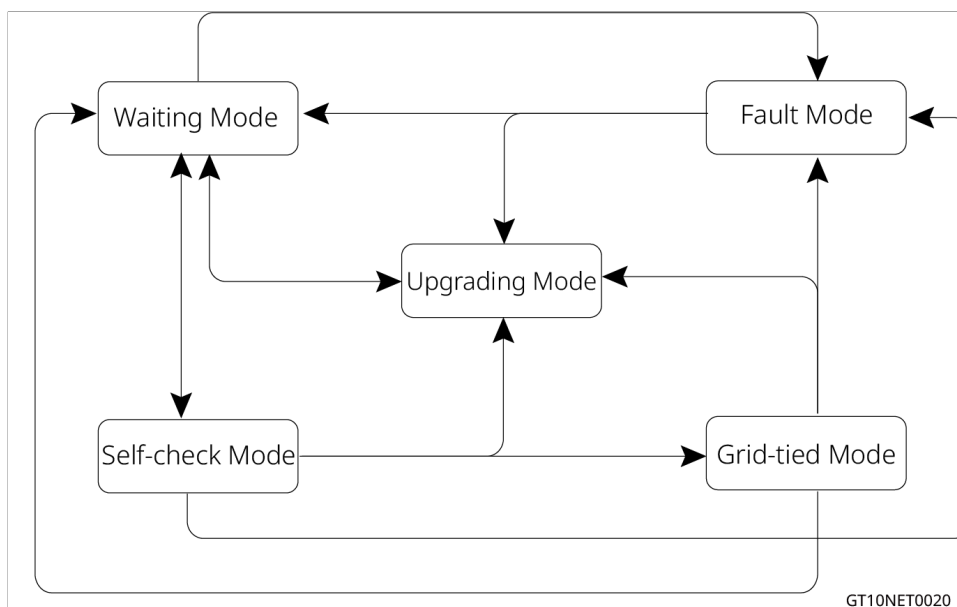 Waiting Mode
Fault Mode
Upgrading Mode
Self-check Mode
Grid-tied Mode
GT10NET0020